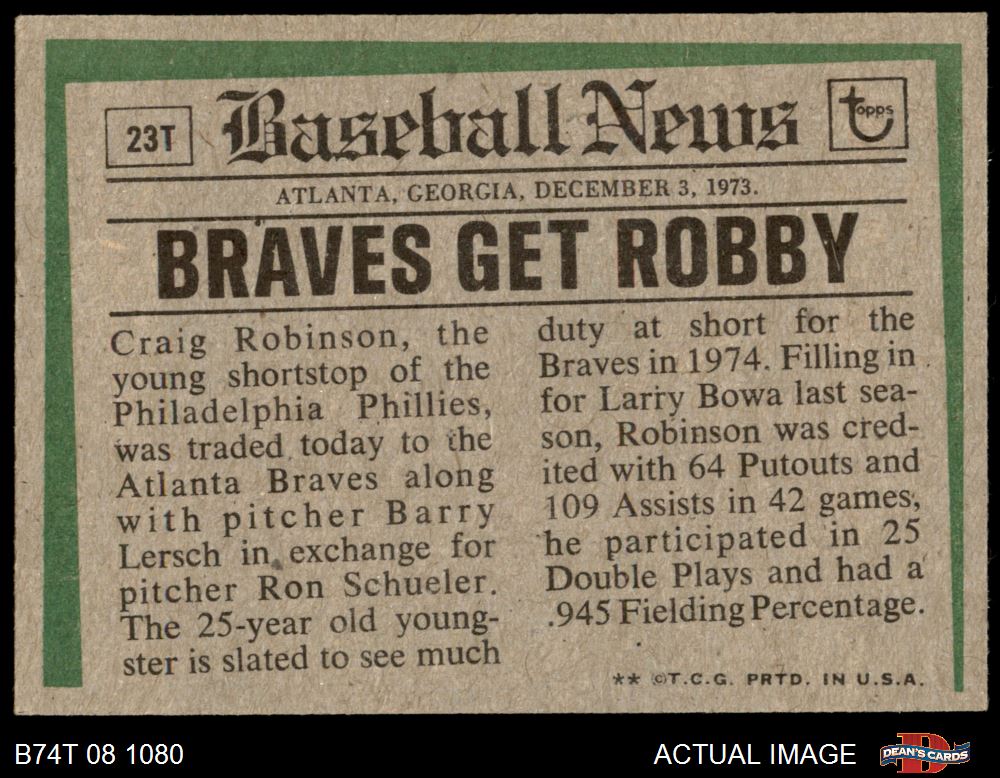 23T
Baseball News
topps
ATLANTA, GEORGIA, DECEMBER 3, 1973.
BRAVES GET ROBBY
Craig Robinson, the
young shortstop of the
Philadelphia Phillies,
was traded today to the
Atlanta Braves along
with pitcher Barry
Lersch in exchange for
pitcher Ron Schueler.
The 25-year old young-
ster is slated to see much
duty at short for the
Braves in 1974. Filling in
for Larry Bowa last sea-
son, Robinson was cred-
ited with 64 Putouts and
109 Assists in 42 games,
he participated in 25
Double Plays and had a
.945 Fielding Percentage.
** ©T.C.G. PRTD. IN U.S.A.
B74T 08 1080
ACTUAL IMAGE
DEAN'S CARDS